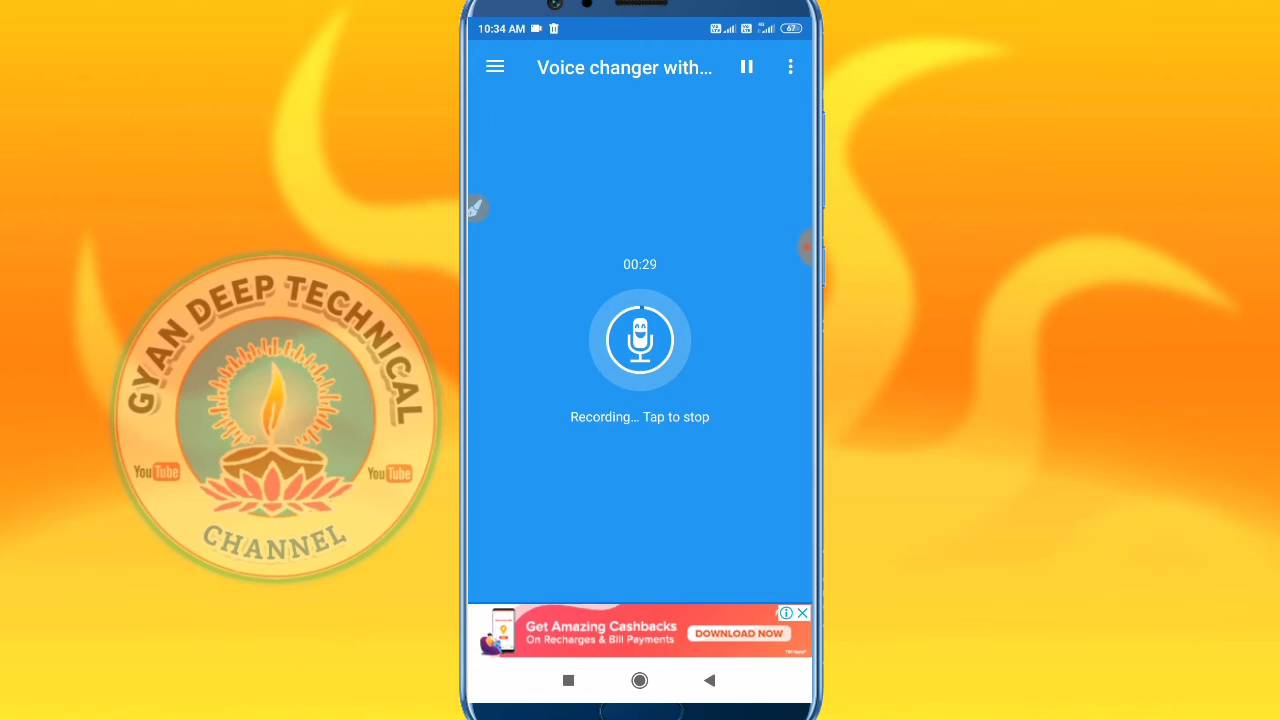 10:34 AM
67
Voice changer with...
00:29
Recording... Tap to stop
GYAN DEEP TECHNICAL
YouTube
YouTube
CHANNEL
Get Amazing Cashbacks
On Recharges & Bill Payments
DOWNLOAD NOW